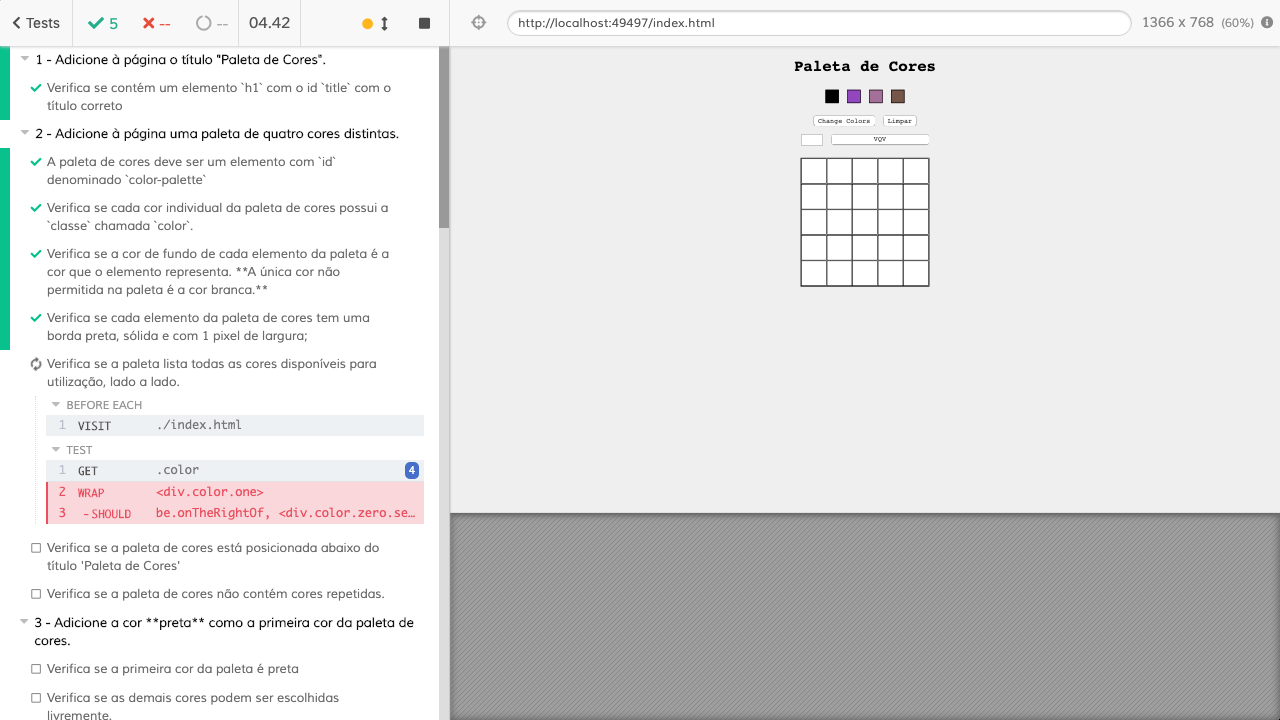 Tests
5
--
--
04.42
http://localhost:49497/index.html
1366 x 768 (60%)
1 - Adicione à página o título "Paleta de Cores".
Verifica se contém um elemento `h1` com o id `title` com o
título correto
2 - Adicione à página uma paleta de quatro cores distintas.
A paleta de cores deve ser um elemento com `id`
denominado `color-palette`
Verifica se cada cor individual da paleta de cores possui a
`classe` chamada `color`.
Verifica se a cor de fundo de cada elemento da paleta é a
cor que o elemento representa. **A única cor não
permitida na paleta é a cor branca.**
Verifica se cada elemento da paleta de cores tem uma
borda preta, sólida e com 1 pixel de largura;
Verifica se a paleta lista todas as cores disponíveis para
utilização, lado a lado.
BEFORE EACH
1 VISIT ./index.html
TEST
1 GET .color 4
2 WRAP <div.color.one>
3 -SHOULD be.onTheRightOf, <div.color.zero.se…
Verifica se a paleta de cores está posicionada abaixo do
título 'Paleta de Cores'
Verifica se a paleta de cores não contém cores repetidas.
3 - Adicione a cor **preta** como a primeira cor da paleta de
cores.
Verifica se a primeira cor da paleta é preta
Verifica se as demais cores podem ser escolhidas
livremente.
Paleta de Cores
Change Colors Limpar
VQV